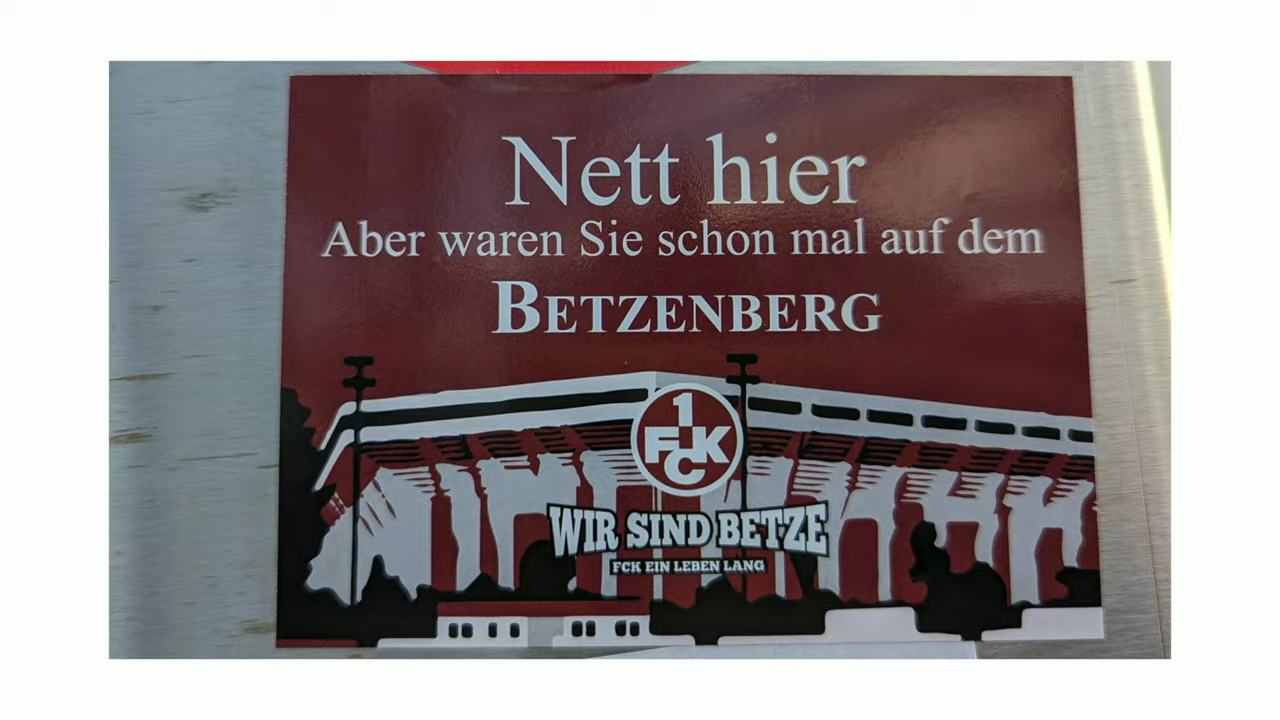 Nett hier
Aber waren Sie schon mal auf dem
BETZENBERG
1
FCK
WIR SIND BETZE
FCK EIN LEBEN LANG